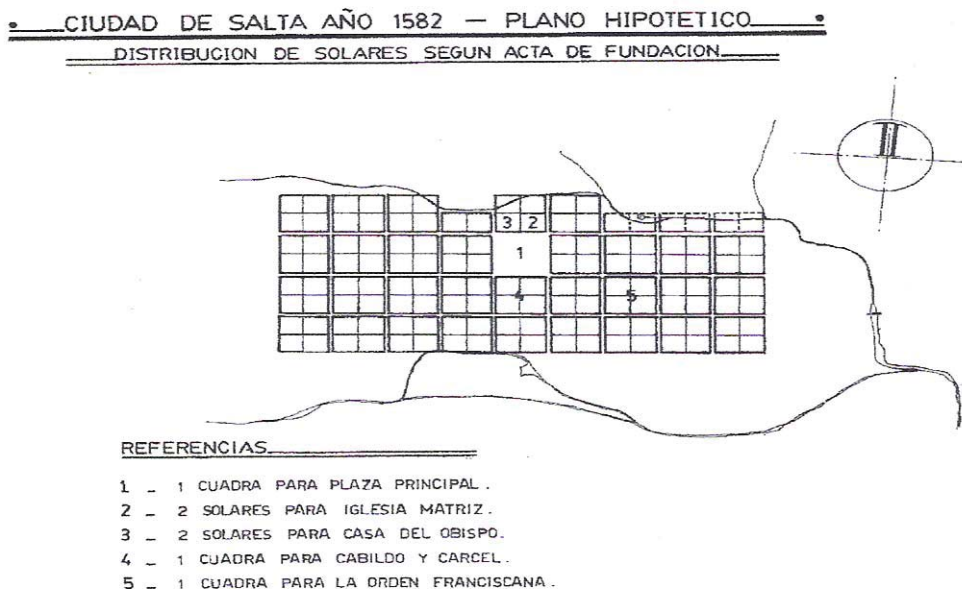 CIUDAD DE SALTA AÑO 1582 — PLANO HIPOTETICO
DISTRIBUCION DE SOLARES SEGUN ACTA DE FUNDACION
3 2
1
4 5
REFERENCIAS
1 - 1 CUADRA PARA PLAZA PRINCIPAL.
2 - 2 SOLARES PARA IGLESIA MATRIZ.
3 - 2 SOLARES PARA CASA DEL OBISPO.
4 - 1 CUADRA PARA CABILDO Y CARCEL.
5 - 1 CUADRA PARA LA ORDEN FRANCISCANA.